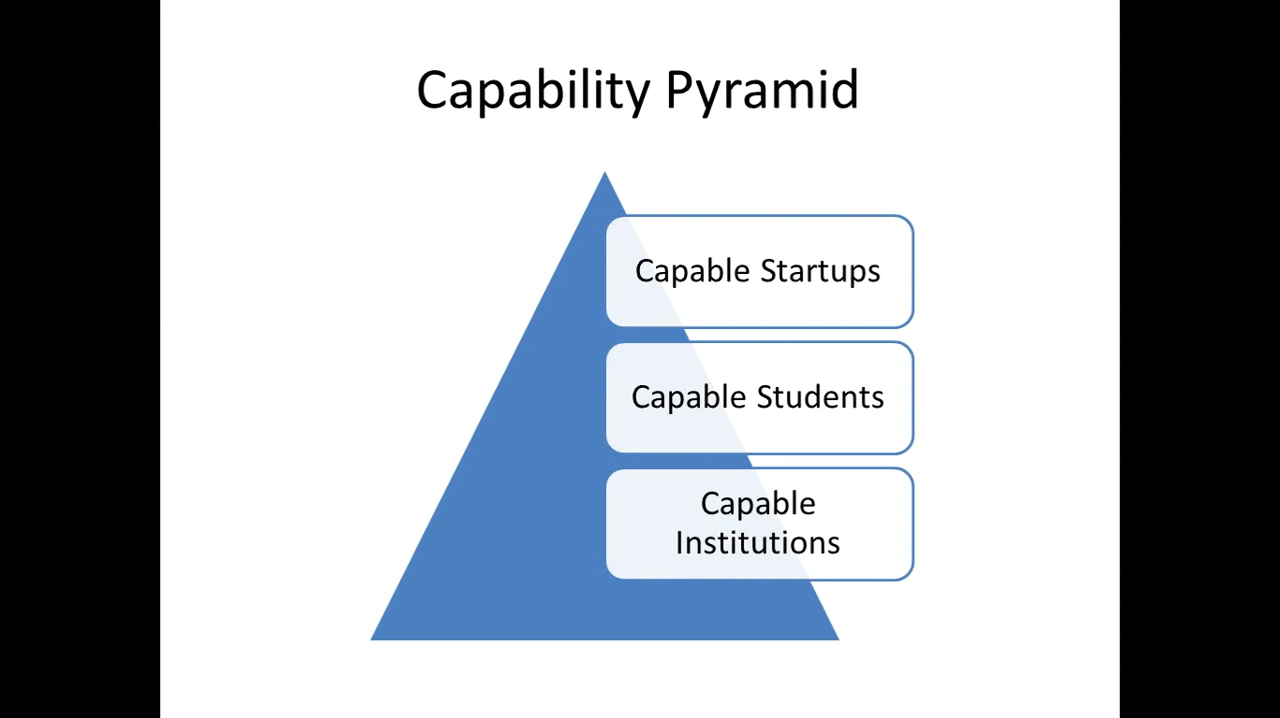 Capability Pyramid
Capable Startups
Capable Students
Capable
Institutions